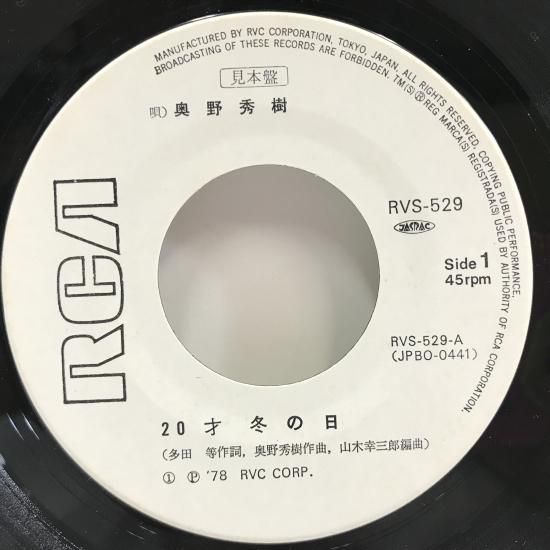 MANUFACTURED BY RVC CORPORATION, TOKYO, JAPAN, ALL RIGHTS RESERVED, COPYING PUBLIC PERFORMANCE,
BROADCASTING OF THESE RECORDS ARE FORBIDDEN. TM(S)Ⓡ REG MARCA(S) REGISTRADA(S) USED BY AUTHORITY OF RCA CORPORATION.
見本盤
唄) 奥野秀樹
RCA
RVS-529
JASRAC
Side 1
45rpm
RVS-529-A
(JPBO-0441)
20才 冬の日
(多田 等作詞, 奥野秀樹作曲, 山木幸三郎編曲)
① Ⓟ '78 RVC CORP.